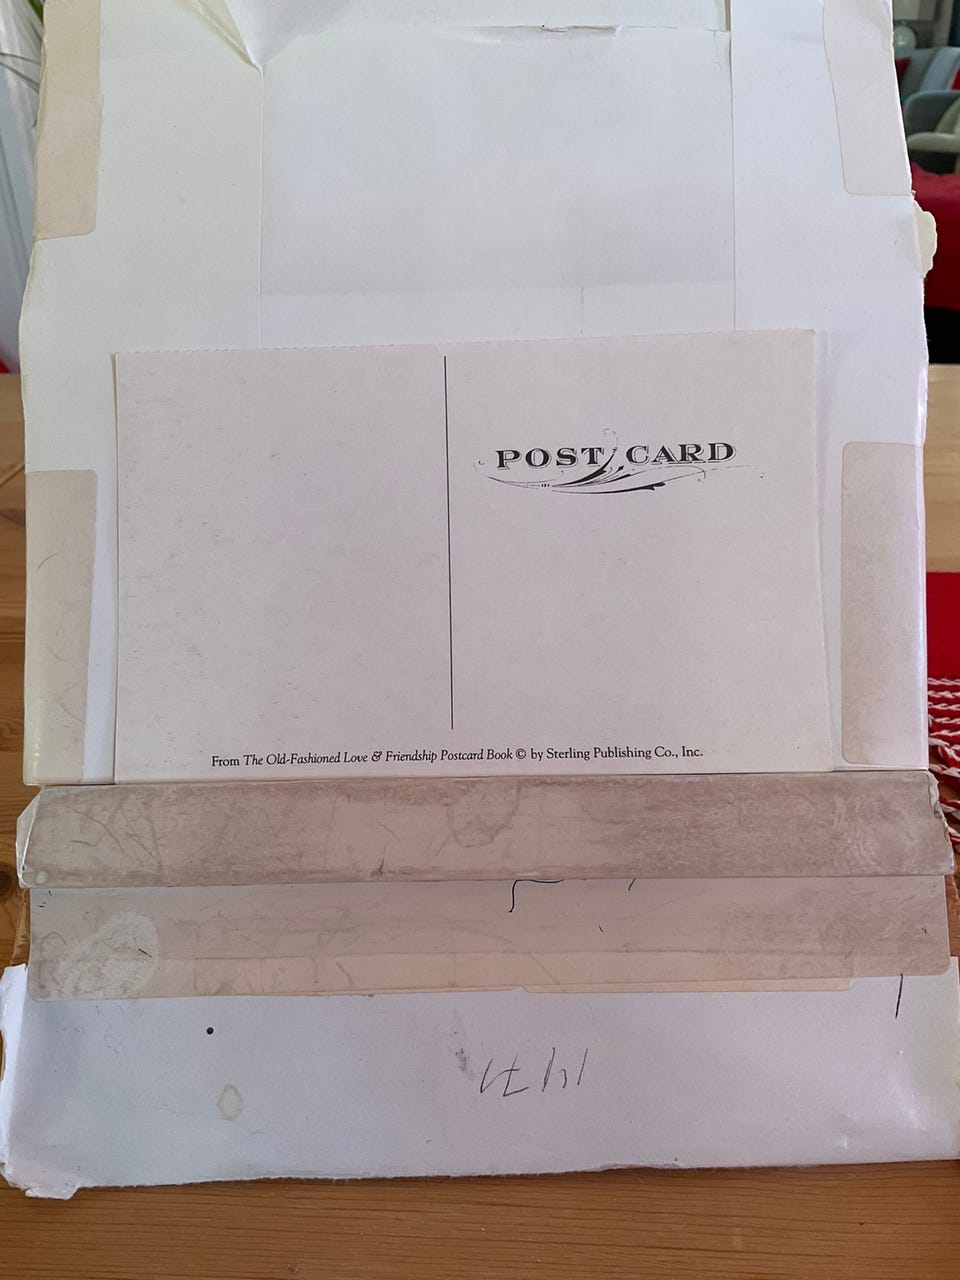 POST CARD
From The Old-Fashioned Love & Friendship Postcard Book © by Sterling Publishing Co., Inc.